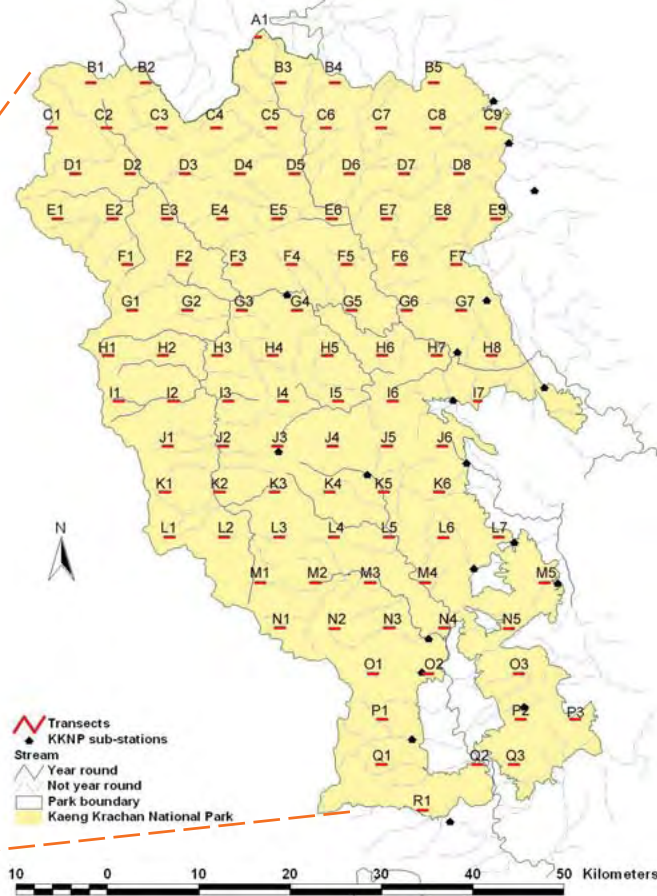 A1
B1 B2 B3 B4 B5
C1 C2 C3 C4 C5 C6 C7 C8 C9
D1 D2 D3 D4 D5 D6 D7 D8
E1 E2 E3 E4 E5 E6 E7 E8 E9
F1 F2 F3 F4 F5 F6 F7
G1 G2 G3 G4 G5 G6 G7
H1 H2 H3 H4 H5 H6 H7 H8
I1 I2 I3 I4 I5 I6 I7
J1 J2 J3 J4 J5 J6
K1 K2 K3 K4 K5 K6
L1 L2 L3 L4 L5 L6 L7
N
M1 M2 M3 M4 M5
N1 N2 N3 N4 N5
O1 O2 O3
P1 P2 P3
Q1 Q2 Q3
R1
Transects
KKNP sub-stations
Stream
Year round
Not year round
Park boundary
Kaeng Krachan National Park
10 0 10 20 30 40 50 Kilometers